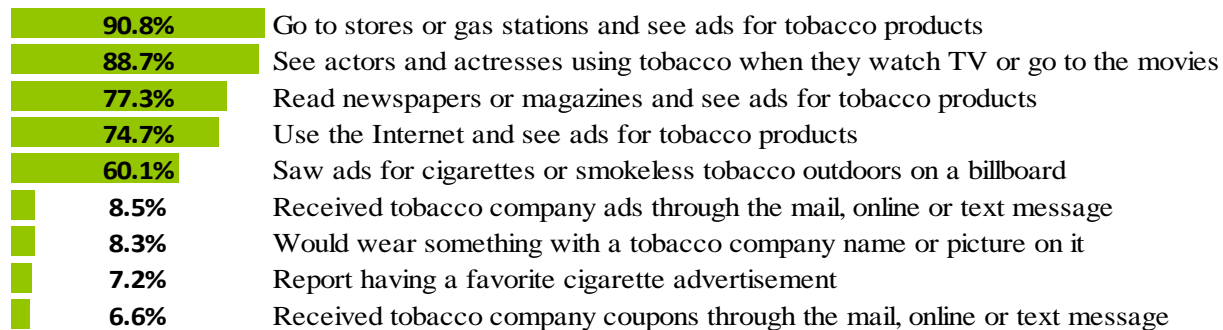 90.8% Go to stores or gas stations and see ads for tobacco products
88.7% See actors and actresses using tobacco when they watch TV or go to the movies
77.3% Read newspapers or magazines and see ads for tobacco products
74.7% Use the Internet and see ads for tobacco products
60.1% Saw ads for cigarettes or smokeless tobacco outdoors on a billboard
8.5% Received tobacco company ads through the mail, online or text message
8.3% Would wear something with a tobacco company name or picture on it
7.2% Report having a favorite cigarette advertisement
6.6% Received tobacco company coupons through the mail, online or text message